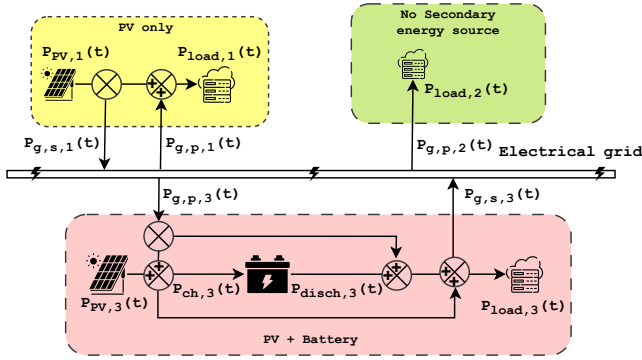 PV only
P_PV,1(t)
P_load,1(t)
No Secondary
energy source
P_load,2(t)
P_g,s,1(t)
P_g,p,1(t)
P_g,p,2(t)
Electrical grid
P_g,p,3(t)
P_g,s,3(t)
P_PV,3(t)
P_ch,3(t)
P_disch,3(t)
P_load,3(t)
PV + Battery